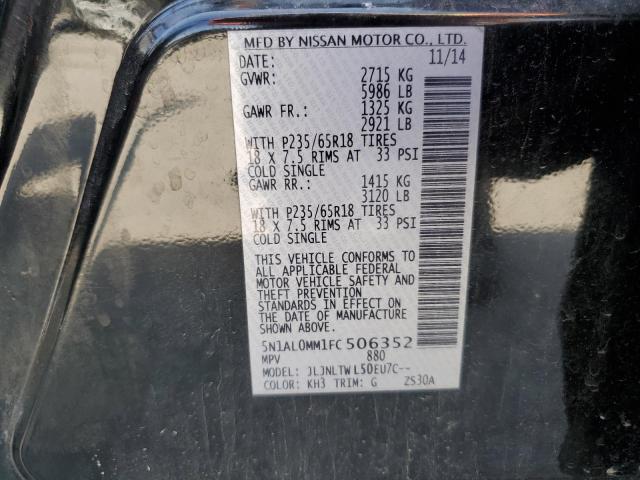 MFD BY NISSAN MOTOR CO., LTD.
DATE: 11/14
GVWR: 2715 KG
5986 LB
GAWR FR.: 1325 KG
2921 LB
WITH P235/65R18 TIRES
18 X 7.5 RIMS AT 33 PSI
COLD SINGLE
GAWR RR.: 1415 KG
3120 LB
WITH P235/65R18 TIRES
18 X 7.5 RIMS AT 33 PSI
COLD SINGLE
THIS VEHICLE CONFORMS TO
ALL APPLICABLE FEDERAL
MOTOR VEHICLE SAFETY AND
THEFT PREVENTION
STANDARDS IN EFFECT ON
THE DATE OF MANUFACTURE
SHOWN ABOVE.
5N1AL0MM1FC506352
MPV 880
MODEL: JLJNLTWL50EU7C--
COLOR: KH3 TRIM: G ZS30A